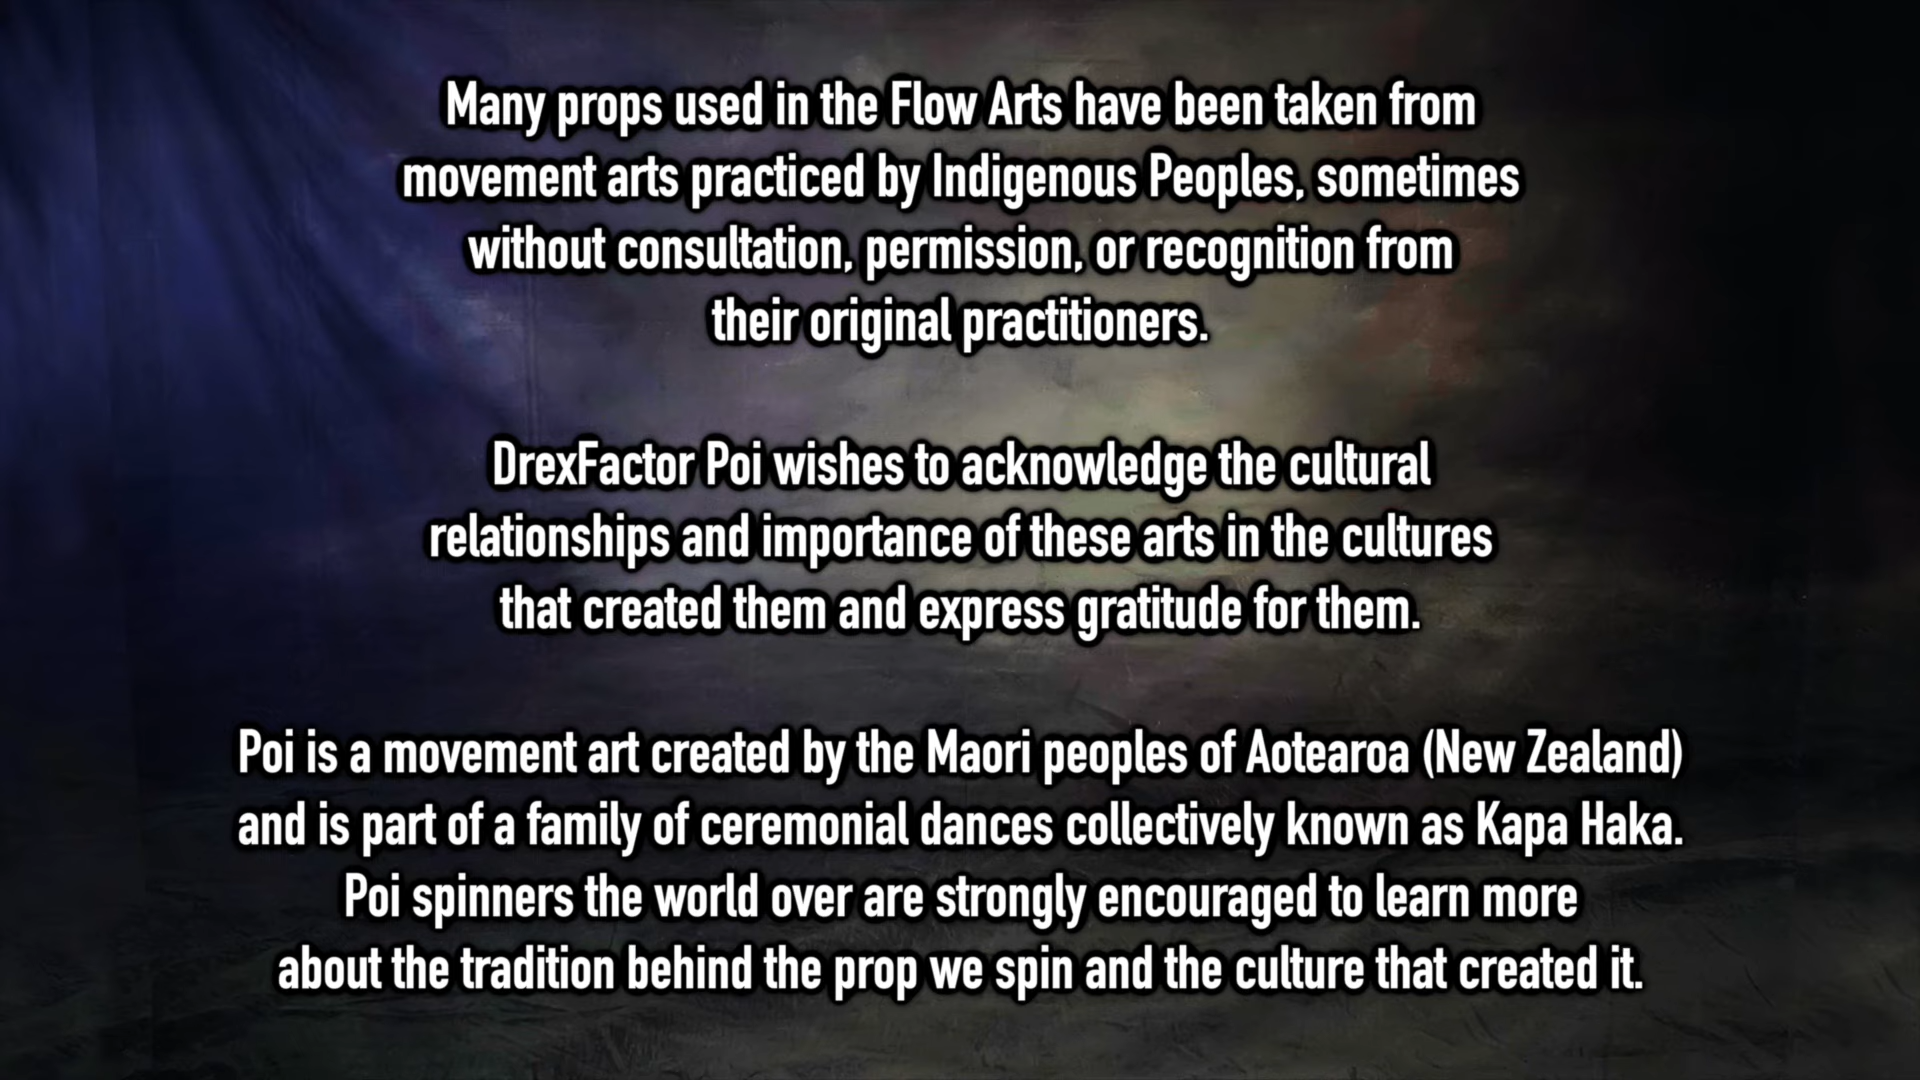 Many props used in the Flow Arts have been taken from
movement arts practiced by Indigenous Peoples, sometimes
without consultation, permission, or recognition from
their original practitioners.
DrexFactor Poi wishes to acknowledge the cultural
relationships and importance of these arts in the cultures
that created them and express gratitude for them.
Poi is a movement art created by the Maori peoples of Aotearoa (New Zealand)
and is part of a family of ceremonial dances collectively known as Kapa Haka.
Poi spinners the world over are strongly encouraged to learn more
about the tradition behind the prop we spin and the culture that created it.